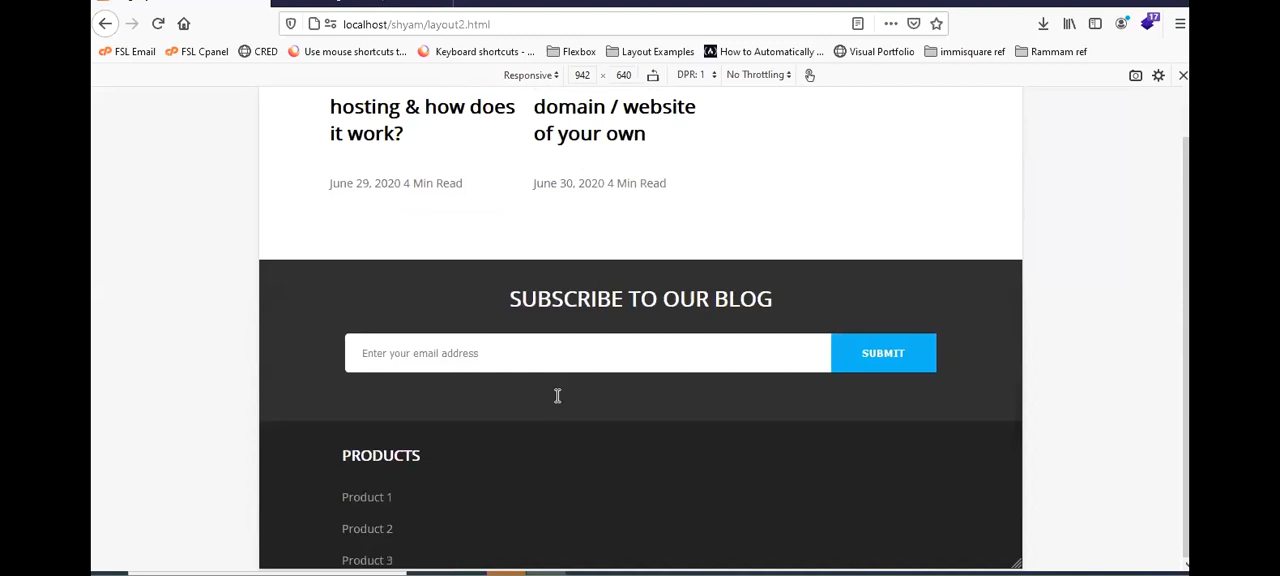 localhost/shyam/layout2.html
17
FSL Email
FSL Cpanel
CRED
Use mouse shortcuts t...
Keyboard shortcuts - ...
Flexbox
Layout Examples
How to Automatically ...
Visual Portfolio
immisquare ref
Rammam ref
Responsive
942 × 640
DPR: 1
No Throttling
hosting & how does
it work?
June 29, 2020 4 Min Read
domain / website
of your own
June 30, 2020 4 Min Read
SUBSCRIBE TO OUR BLOG
Enter your email address
SUBMIT
PRODUCTS
Product 1
Product 2
Product 3